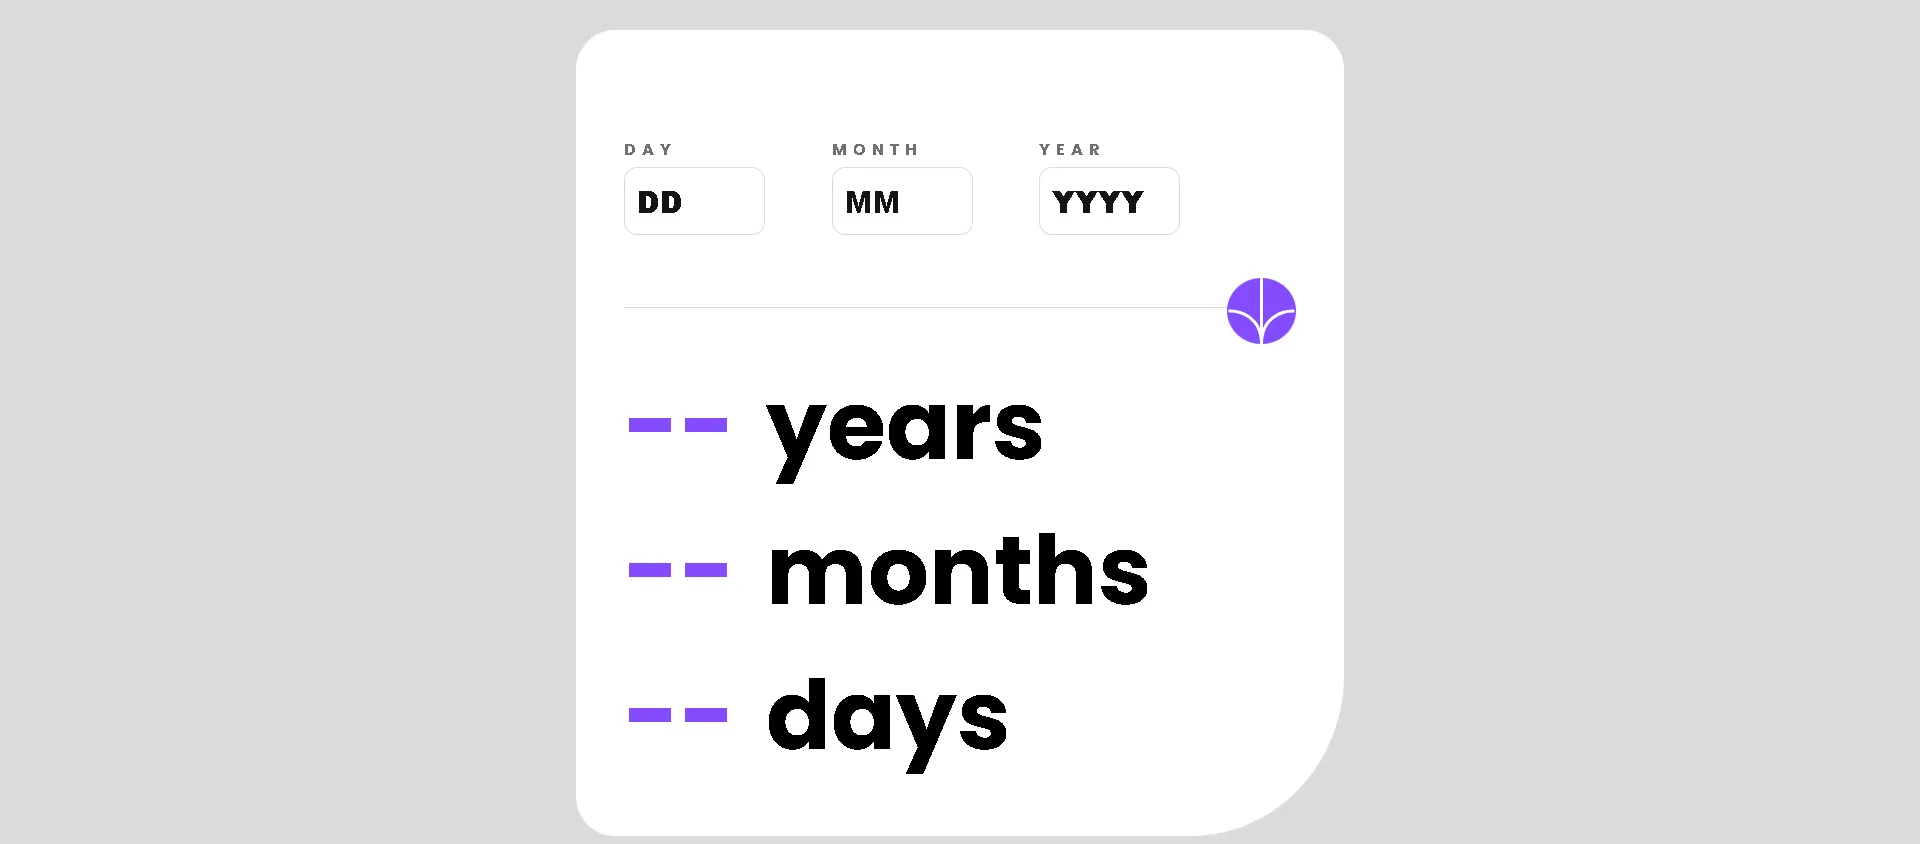 DAY MONTH YEAR
DD MM YYYY
-- years
-- months
-- days